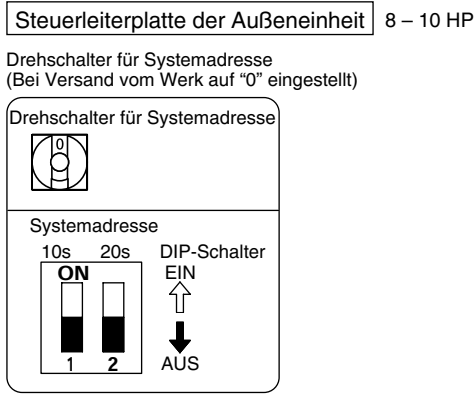 Steuerleiterplatte der Außeneinheit 8 – 10 HP
Drehschalter für Systemadresse
(Bei Versand vom Werk auf “0” eingestellt)
Drehschalter für Systemadresse
0
Systemadresse
10s 20s DIP-Schalter
ON EIN
1 2 AUS